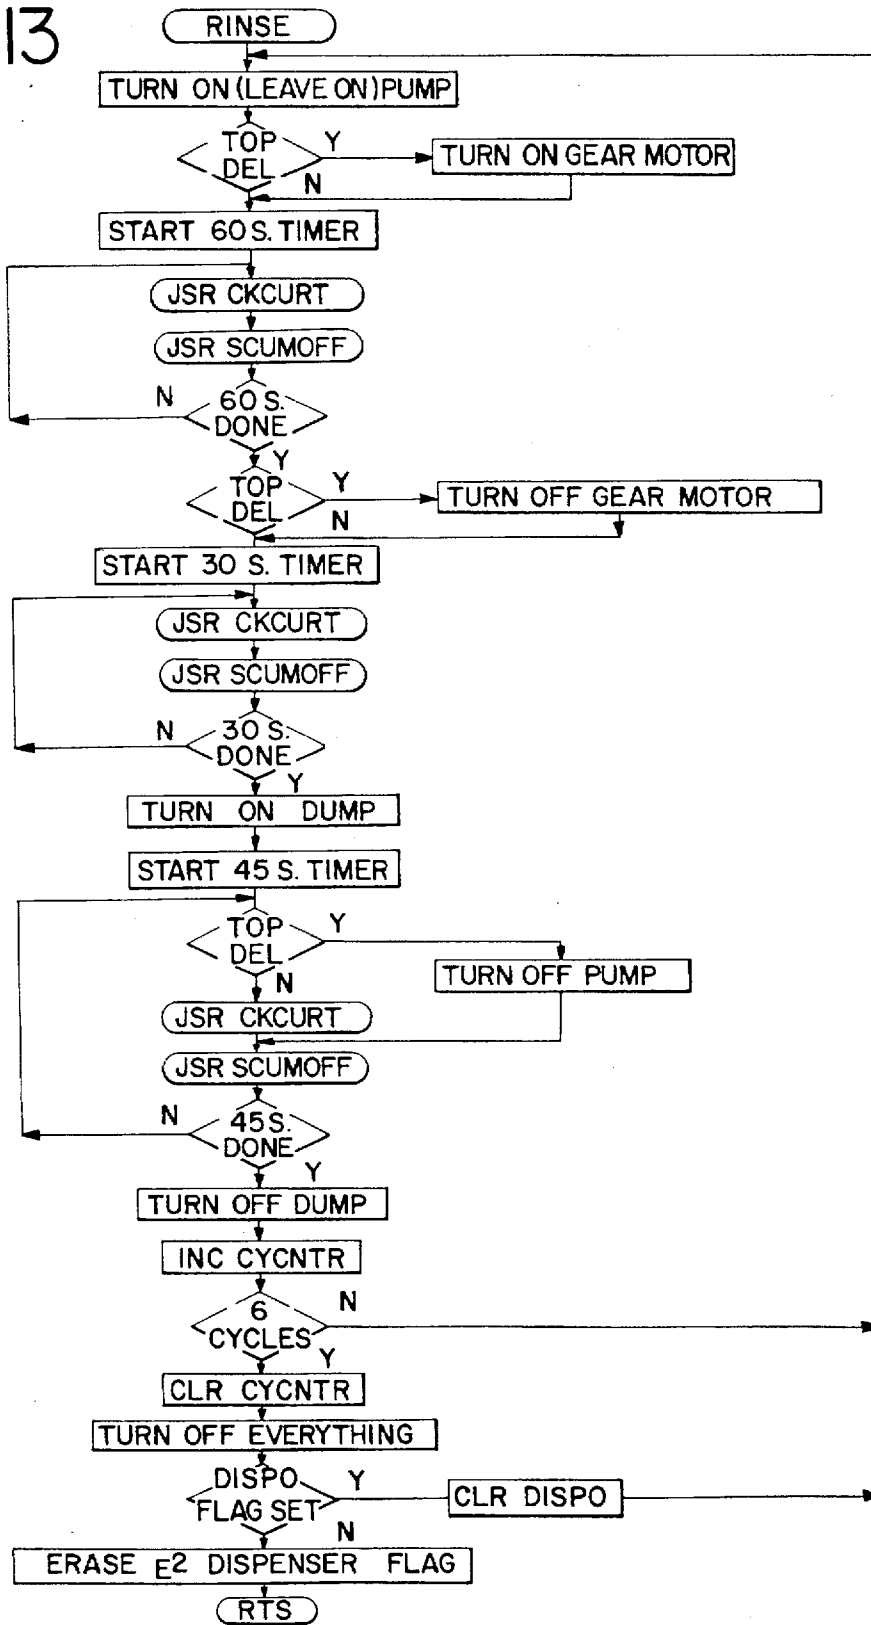 13
RINSE
TURN ON (LEAVE ON) PUMP
TOP
DEL
Y
TURN ON GEAR MOTOR
N
START 60 S. TIMER
JSR CKCURT
JSR SCUMOFF
N
60 S.
DONE
Y
TOP
DEL
Y
TURN OFF GEAR MOTOR
N
START 30 S. TIMER
JSR CKCURT
JSR SCUMOFF
N
30 S.
DONE
Y
TURN ON DUMP
START 45 S. TIMER
TOP
DEL
Y
TURN OFF PUMP
N
JSR CKCURT
JSR SCUMOFF
N
45 S.
DONE
Y
TURN OFF DUMP
INC CYCNTR
6
CYCLES
N
Y
CLR CYCNTR
TURN OFF EVERYTHING
DISPO
FLAG SET
Y
CLR DISPO
N
ERASE E² DISPENSER FLAG
RTS